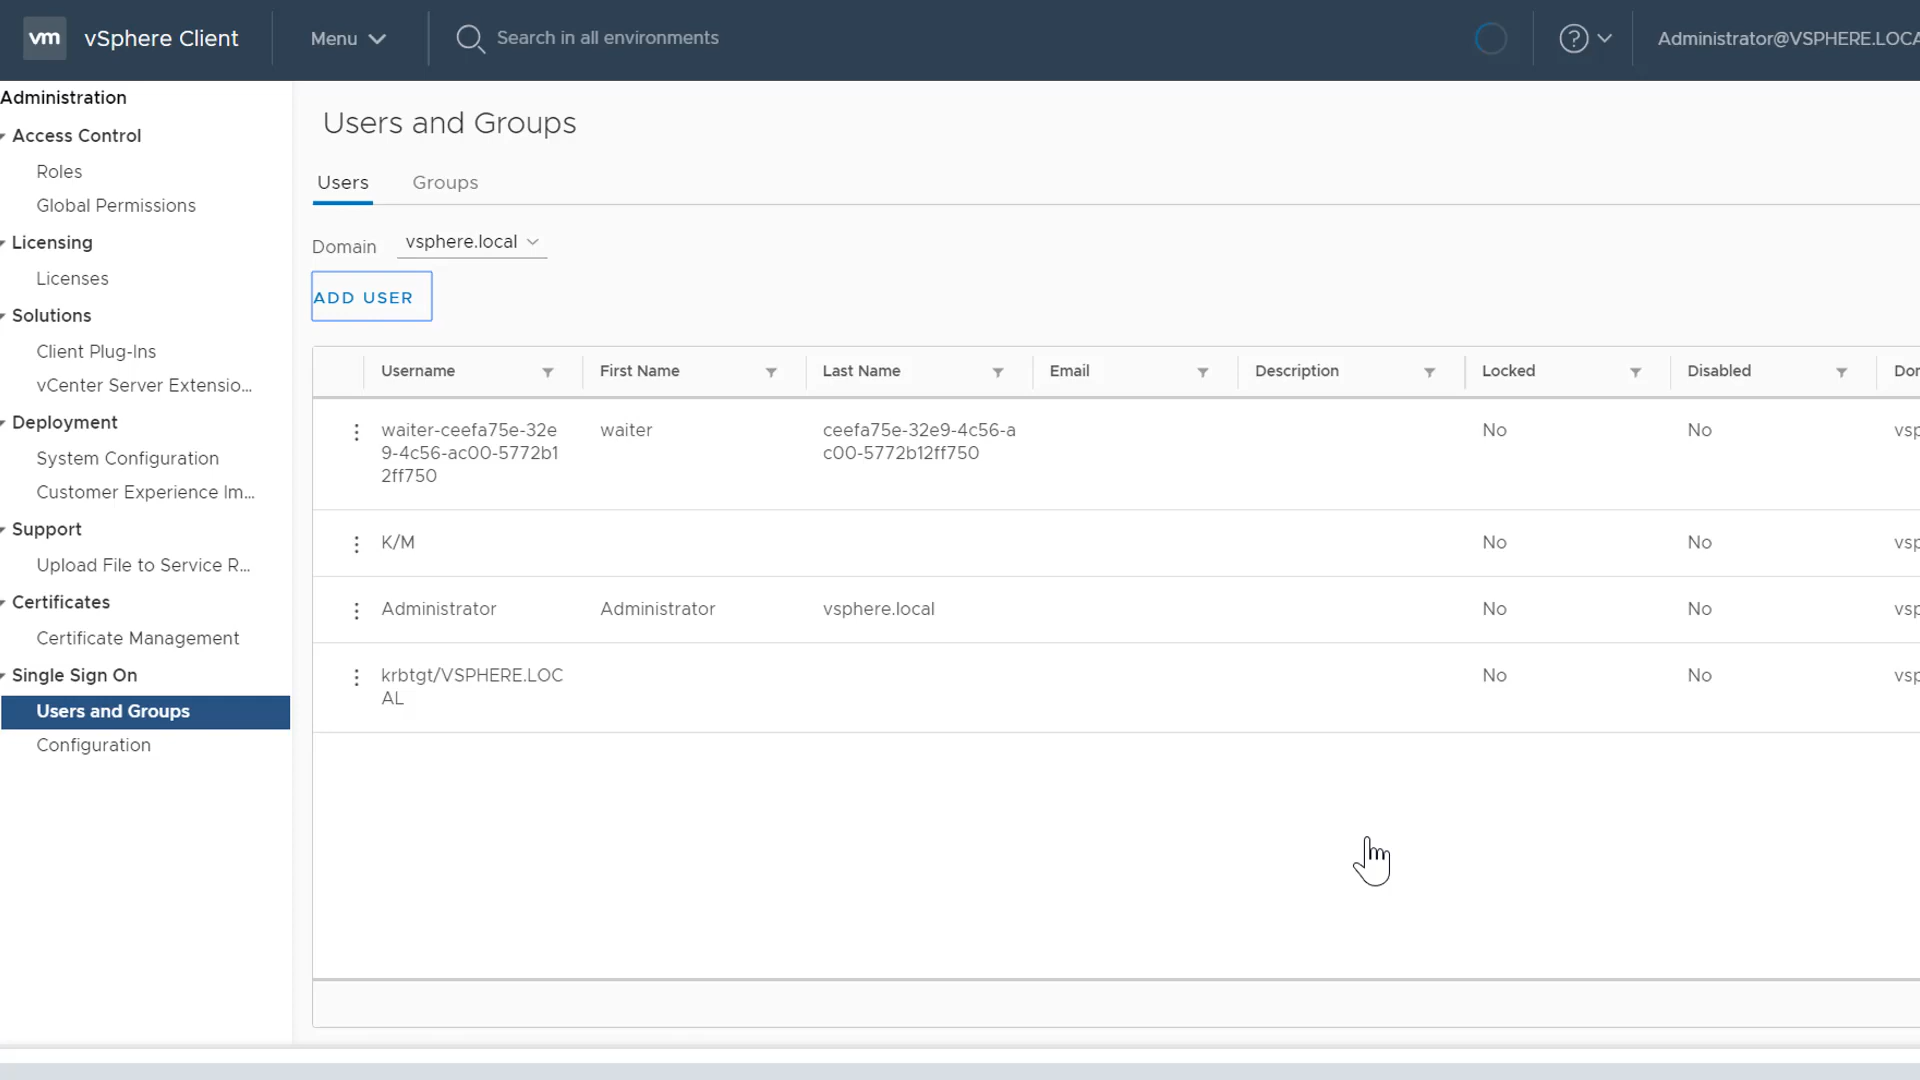 vm vSphere Client Menu Search in all environments ? Administrator@VSPHERE.LOCA
Administration
Access Control
Roles
Global Permissions
Licensing
Licenses
Solutions
Client Plug-Ins
vCenter Server Extensio...
Deployment
System Configuration
Customer Experience Im...
Support
Upload File to Service R...
Certificates
Certificate Management
Single Sign On
Users and Groups
Configuration
Users and Groups
Users Groups
Domain vsphere.local
ADD USER
Username First Name Last Name Email Description Locked Disabled Dor
waiter-ceefa75e-32e waiter ceefa75e-32e9-4c56-a No No vsp
9-4c56-ac00-5772b1 c00-5772b12ff750
2ff750
K/M No No vsp
Administrator Administrator vsphere.local No No vsp
krbtgt/VSPHERE.LOC No No vsp
AL